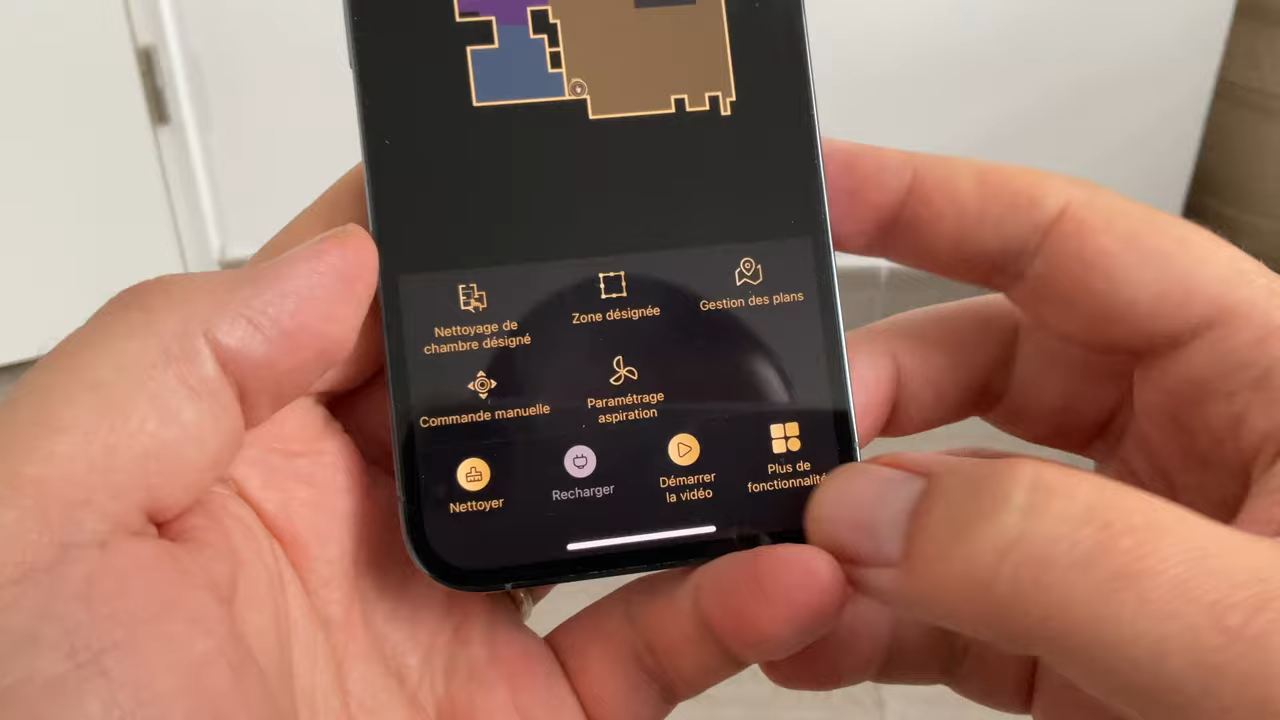 Nettoyage de
chambre désigné
Zone désignée
Gestion des plans
Commande manuelle
Paramétrage
aspiration
Nettoyer
Recharger
Démarrer
la vidéo
Plus de
fonctionnalité